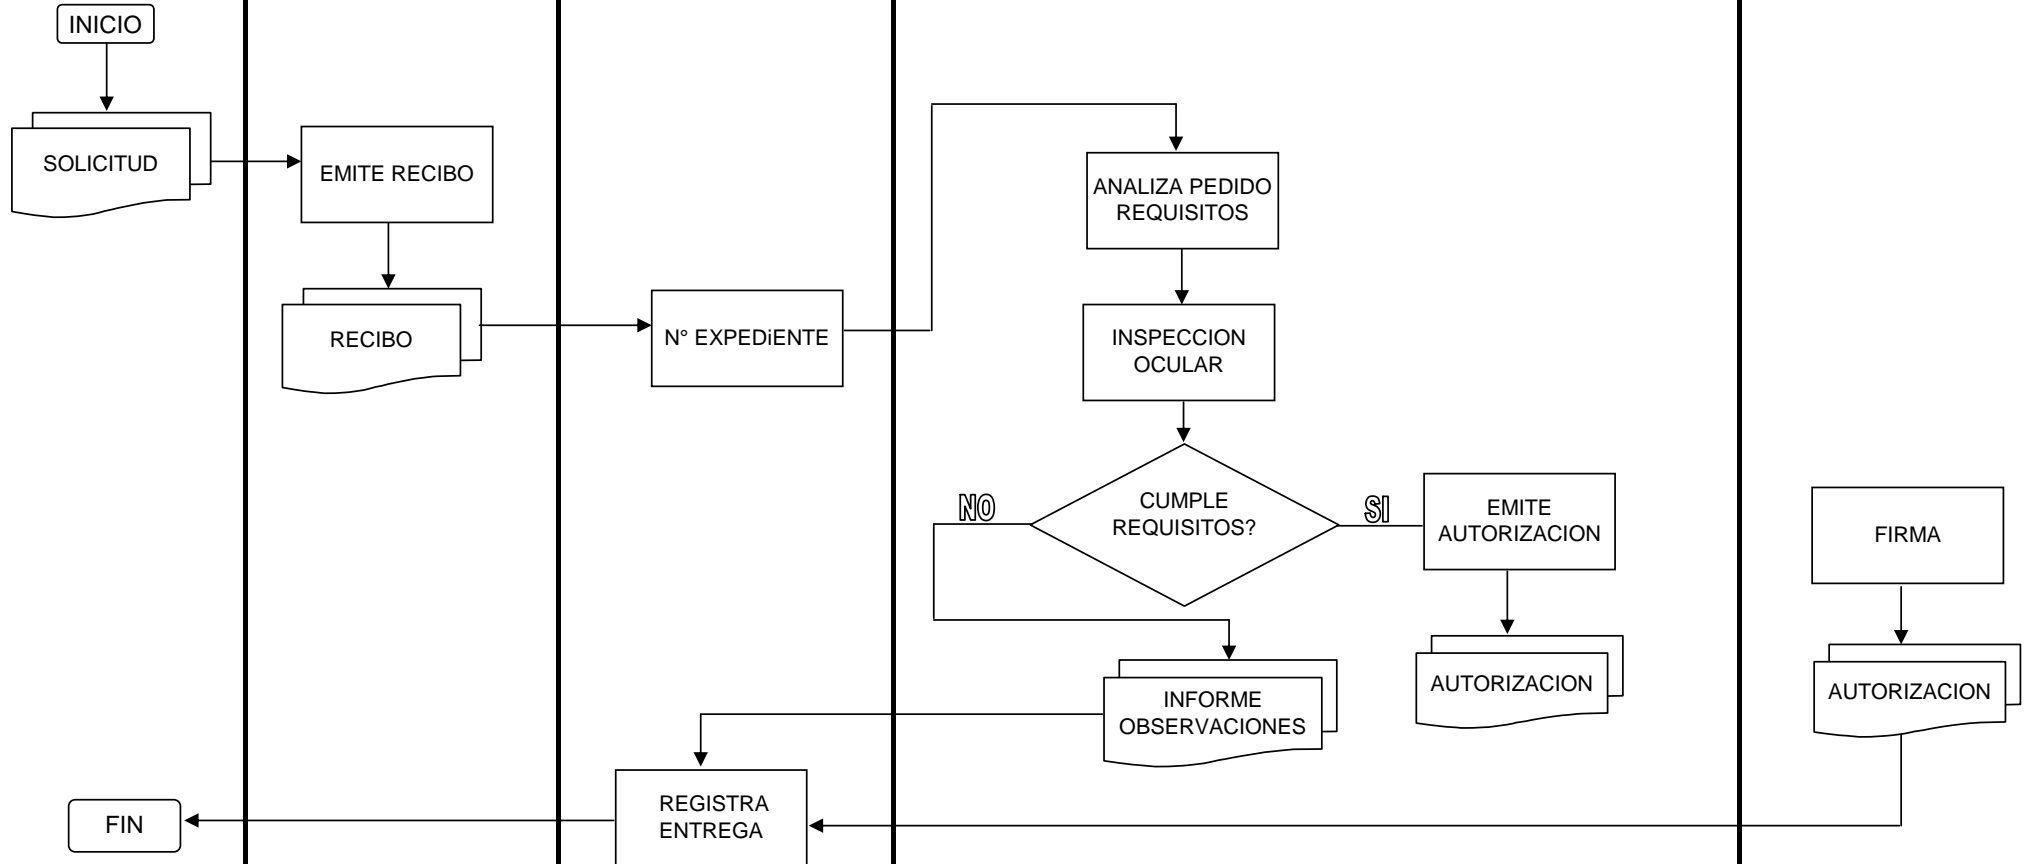 INICIO
SOLICITUD
EMITE RECIBO
RECIBO
N° EXPEDiENTE
ANALIZA PEDIDO
REQUISITOS
INSPECCION
OCULAR
CUMPLE
REQUISITOS?
NO
SI
EMITE
AUTORIZACION
AUTORIZACION
INFORME
OBSERVACIONES
FIRMA
AUTORIZACION
REGISTRA
ENTREGA
FIN